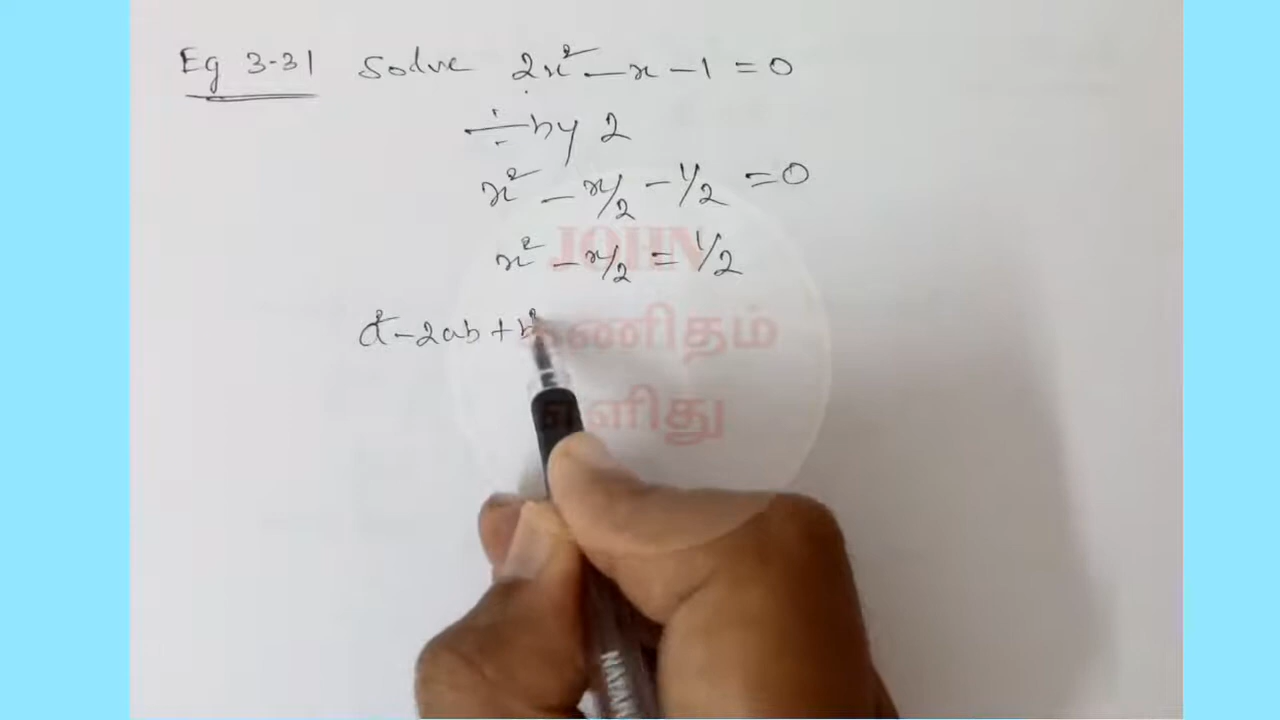 Eg 3-31 Solve 2x² - x - 1 = 0
÷ by 2
x² - x/2 - 1/2 = 0
x² - x/2 = 1/2
a² - 2ab + b²
JOHN
கணிதம்
எளிது